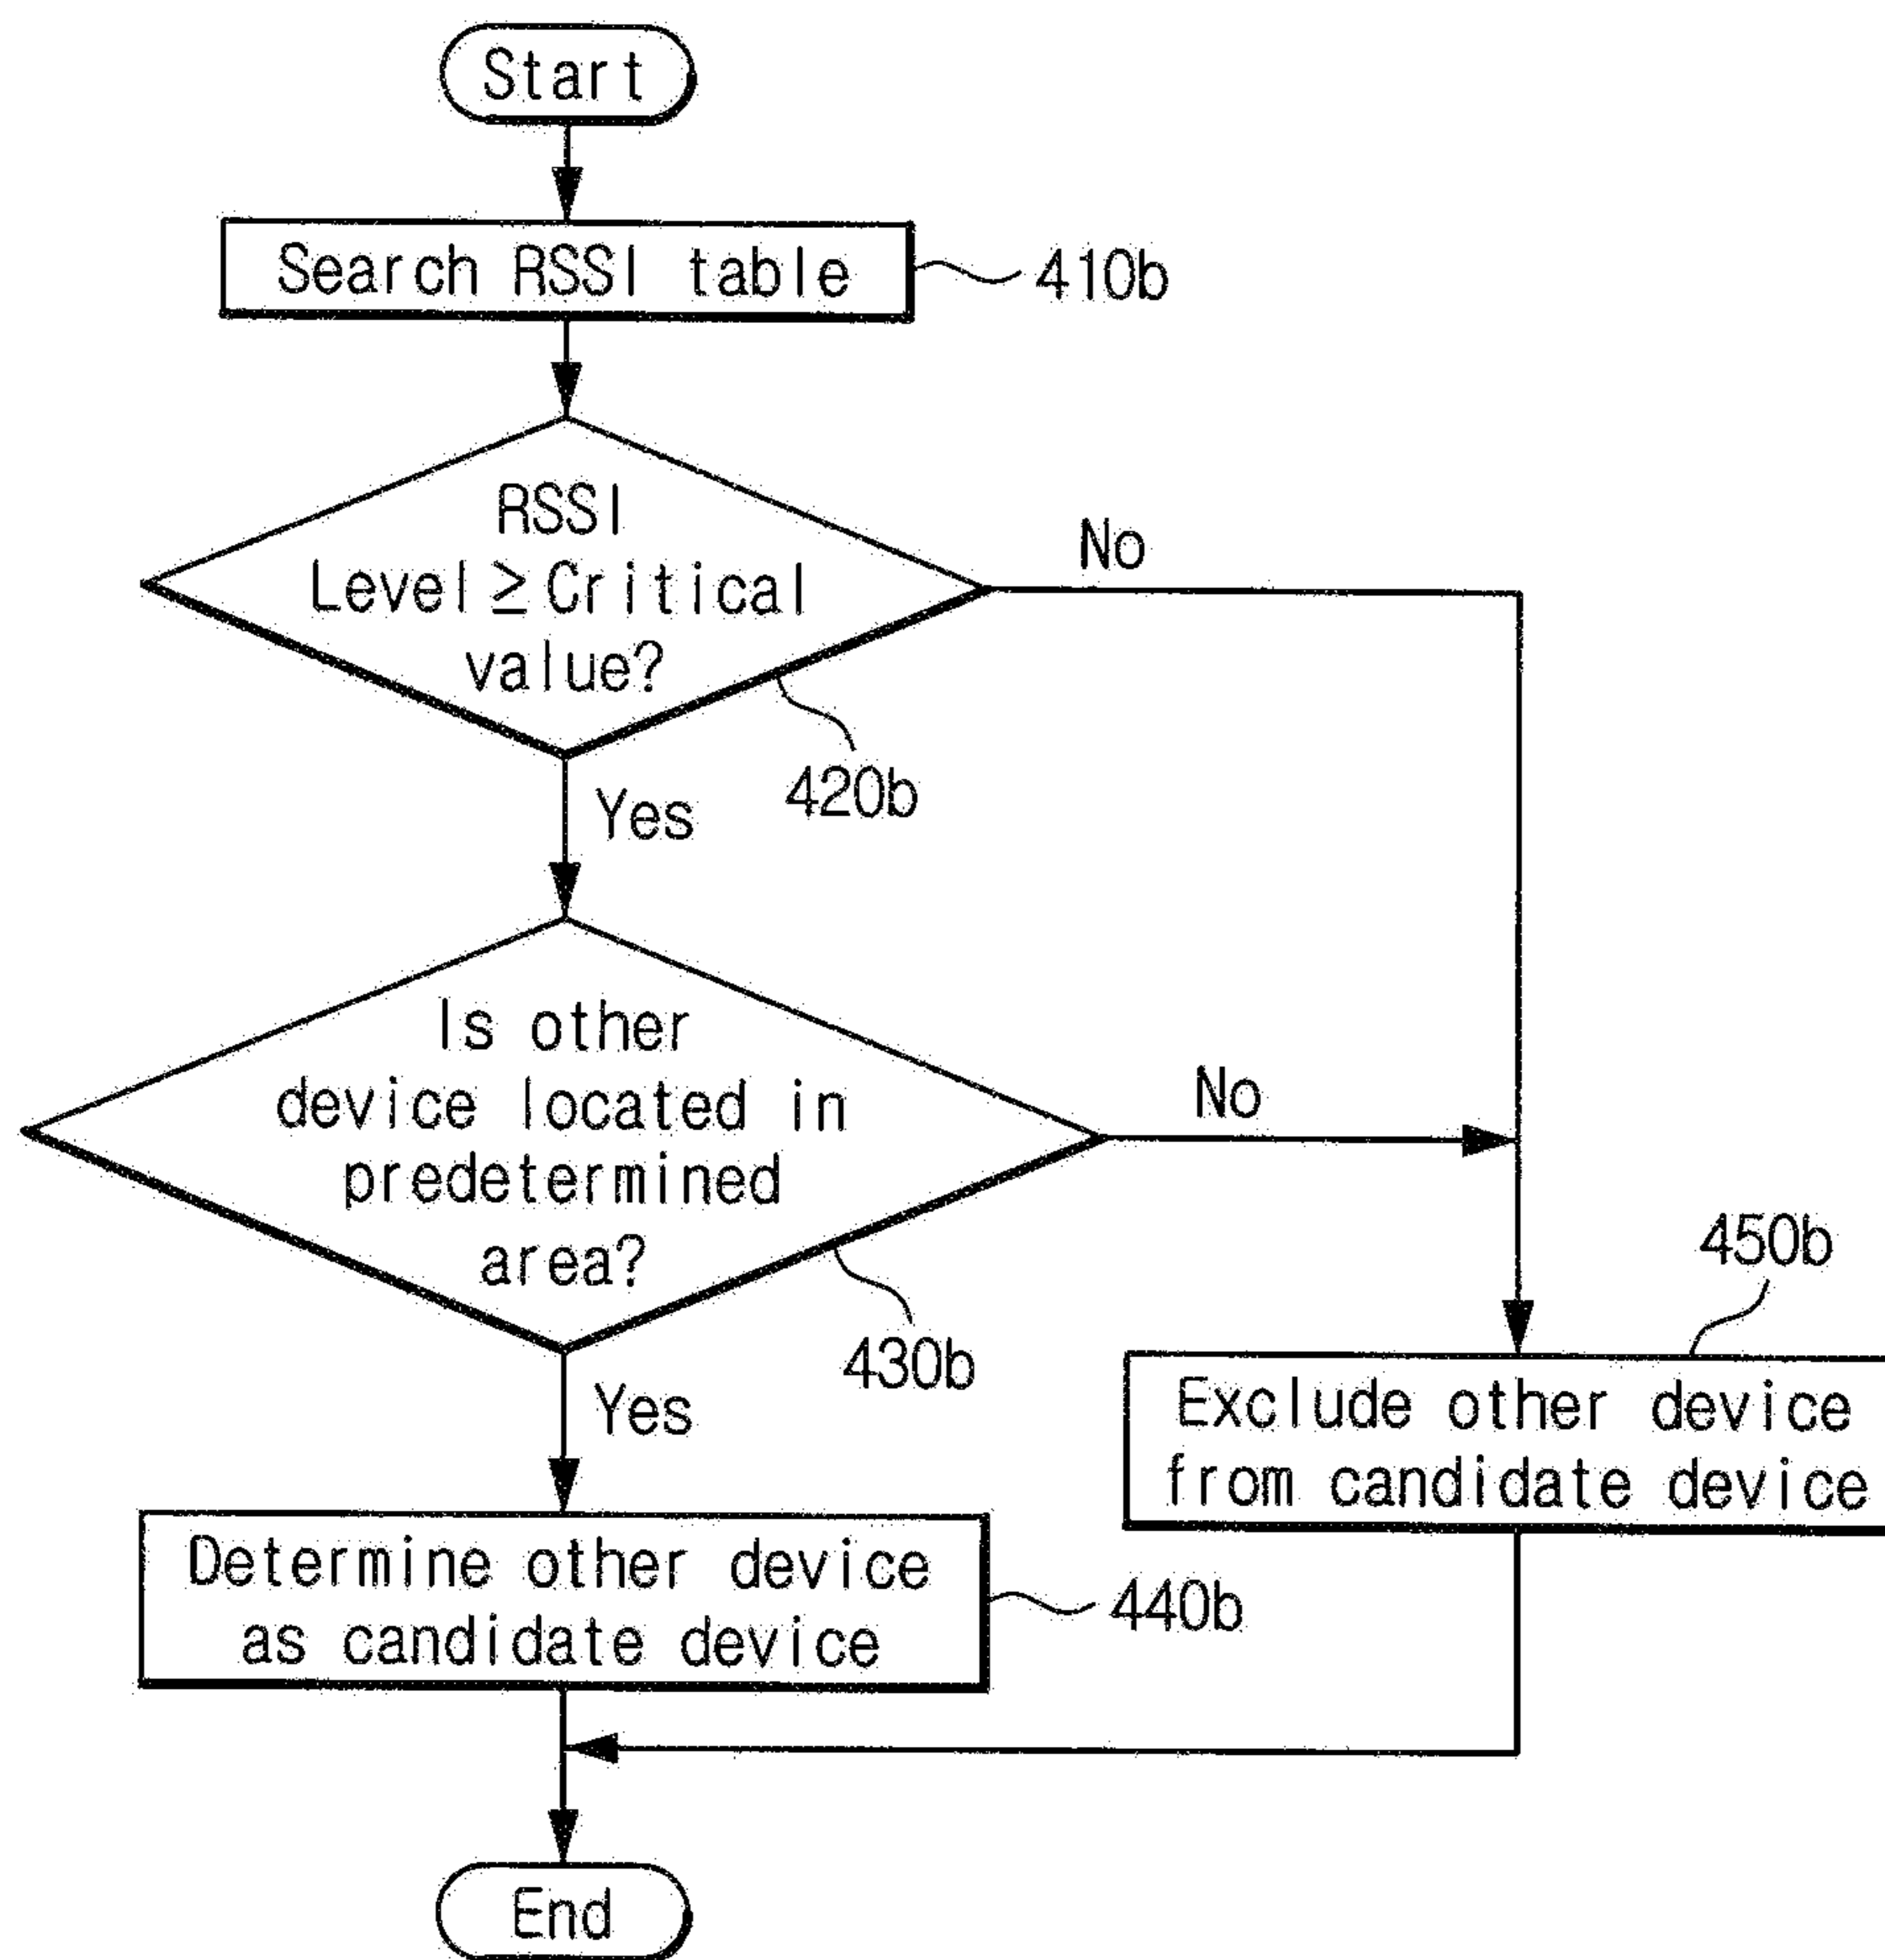 Start
Search RSSI table
410b
RSSI
Level ≥ Critical
value?
No
420b
Yes
Is other
device located in
predetermined
area?
No
430b
Yes
450b
Exclude other device
from candidate device
Determine other device
as candidate device
440b
End